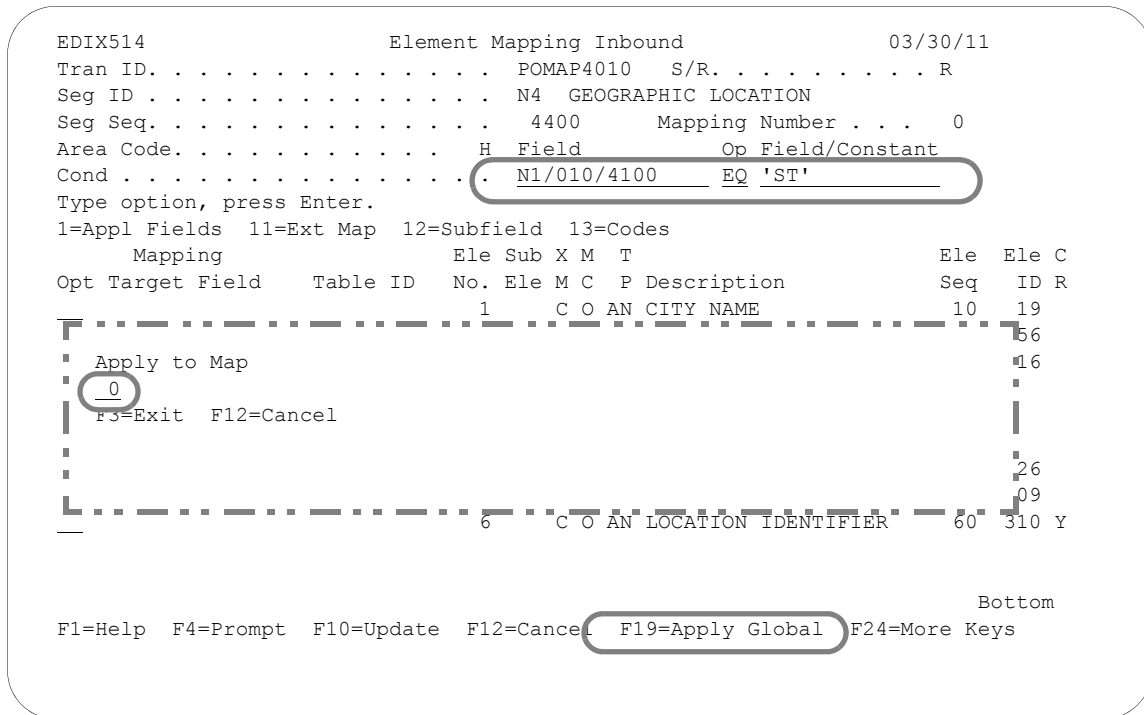 EDIX514 Element Mapping Inbound 03/30/11
Tran ID. . . . . . . . . . . . . . POMAP4010 S/R. . . . . . . . . R
Seg ID . . . . . . . . . . . . . . N4 GEOGRAPHIC LOCATION
Seg Seq. . . . . . . . . . . . . . 4400 Mapping Number . . . 0
Area Code. . . . . . . . . . . H Field Op Field/Constant
Cond . . . . . . . . . . . . . . N1/010/4100 EQ 'ST'
Type option, press Enter.
1=Appl Fields 11=Ext Map 12=Subfield 13=Codes
Mapping Ele Sub X M T Ele Ele C
Opt Target Field Table ID No. Ele M C P Description Seq ID R
1 C O AN CITY NAME 10 19
56
Apply to Map 16
0
F3=Exit F12=Cancel
26
09
6 C O AN LOCATION IDENTIFIER 60 310 Y
Bottom
F1=Help F4=Prompt F10=Update F12=Cancel F19=Apply Global F24=More Keys